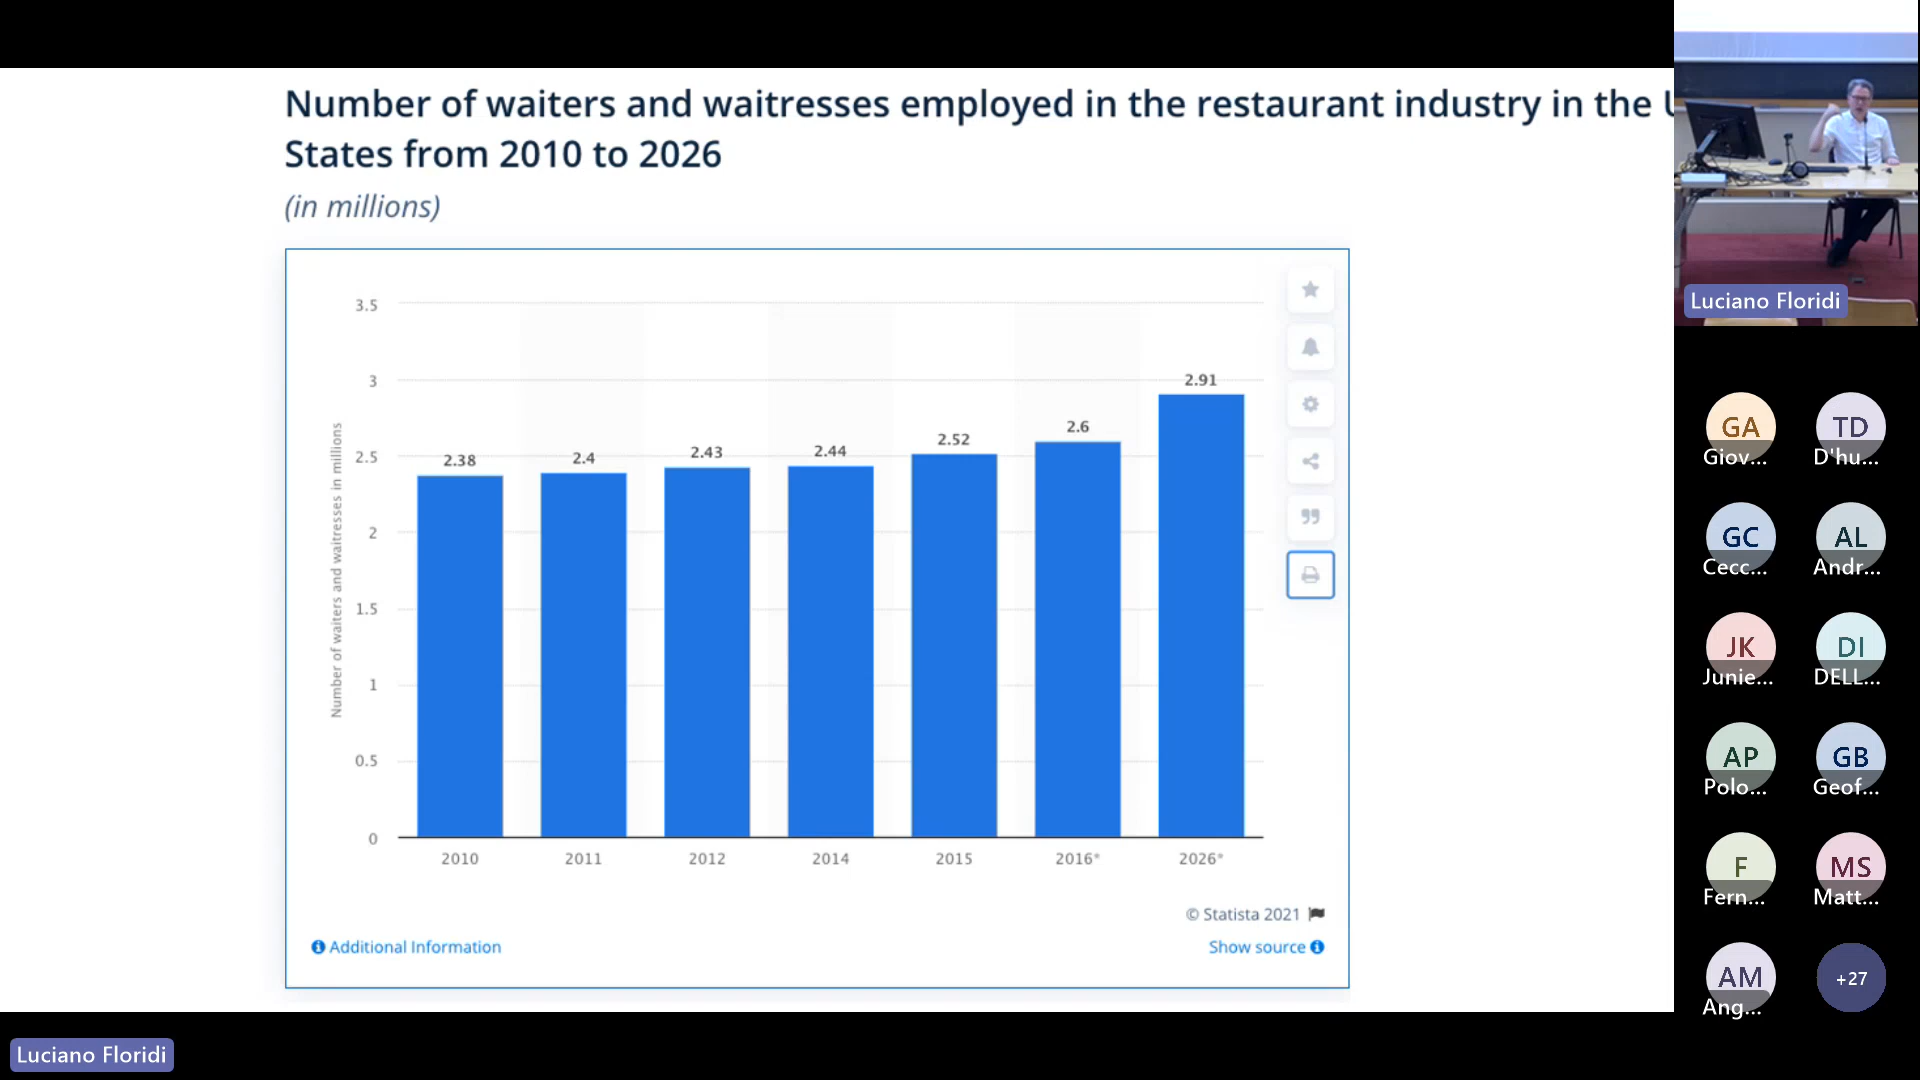 Number of waiters and waitresses employed in the restaurant industry in the
States from 2010 to 2026
(in millions)
Number of waiters and waitresses in millions
3.5
3
2.5
2
1.5
1
0.5
0
2.38
2.4
2.43
2.44
2.52
2.6
2.91
2010
2011
2012
2014
2015
2016*
2026*
© Statista 2021
Additional Information
Show source
Luciano Floridi
GA
Giov...
TD
D'hu...
GC
Cecc...
AL
Andr...
JK
Junie...
DI
DELL...
AP
Polo...
GB
Geof...
F
Fern...
MS
Matt...
AM
Ang...
+27
Luciano Floridi